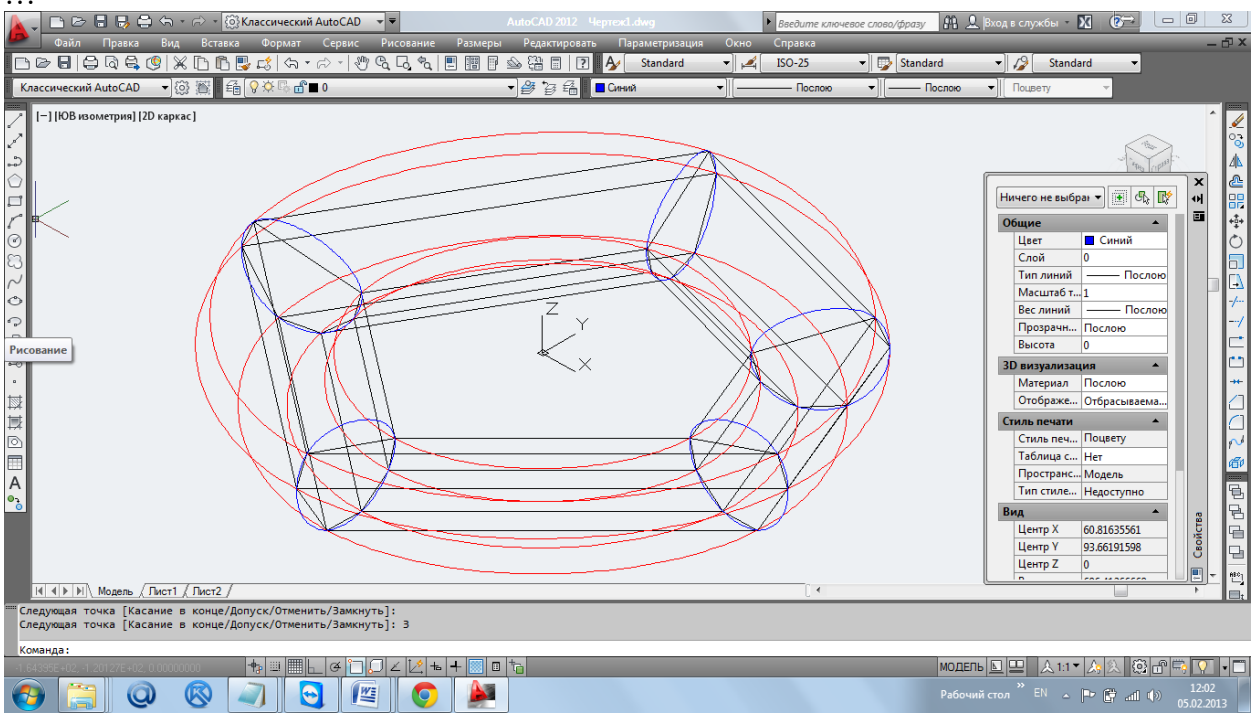 ...
Классический AutoCAD
AutoCAD 2012 Чертеж1.dwg
Введите ключевое слово/фразу
Вход в службы
Файл Правка Вид Вставка Формат Сервис Рисование Размеры Редактировать Параметризация Окно Справка
Standard ISO-25 Standard Standard
Классический AutoCAD 0 Синий Послою Послою Поцвету
[−] [ЮВ изометрия] [2D каркас]
Z
Y
X
Рисование
A
Ничего не выбра
Общие
Цвет Синий
Слой 0
Тип линий Послою
Масштаб т... 1
Вес линий Послою
Прозрачн... Послою
Высота 0
3D визуализация
Материал Послою
Отображе... Отбрасываема...
Стиль печати
Стиль печ... Поцвету
Таблица с... Нет
Пространс... Модель
Тип стиле... Недоступно
Вид
Центр X 60.81635561
Центр Y 93.66191598
Центр Z 0
Свойства
Модель Лист1 Лист2
Следующая точка [Касание в конце/Допуск/Отменить/Замкнуть]:
Следующая точка [Касание в конце/Допуск/Отменить/Замкнуть]: З
Команда:
МОДЕЛЬ 1:1
Рабочий стол EN 12:02
05.02.2013